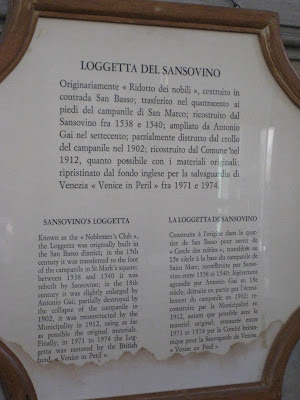 LOGGETTA DEL SANSOVINO
Originariamente « Ridotto dei nobili », costruito in
contrada San Basso; trasferito nel quattrocento ai
piedi del campanile di San Marco; ricostruito dal
Sansovino fra 1538 e 1540; ampliato da Antonio
Gai nel settecento; parzialmente distrutto dal crollo
del campanile nel 1902; ricostruito dal Comune nel
1912, quanto possibile con i materiali originali;
ripristinato dal fondo inglese per la salvaguardia di
Venezia « Venice in Peril » fra 1971 e 1974.
SANSOVINO'S LOGGETTA
Known as the « Noblemen's Club »,
the Loggetta was originally built in
the San Basso district; in the 15th
century it was transferred to the foot
of the campanile in St Mark's square:
between 1538 and 1540 it was
rebuilt by Sansovino; in the 18th
century it was slightly enlarged by
Antonio Gai; partially destroyed by
the collapse of the campanile in
1902, it was reconstructed by the
Municipality in 1912, using as far
as possible the original materials.
Finally, in 1971 to 1974 the Log-
getta was restored by the British
Fund, « Venice in Peril ».
LA LOGGETTA DE SANSOVINO
Construite à l'origine dans le quar-
tier de San Basso pour servir de
« Cercle des nobles », transférée au
15e siècle à la base du campanile de
Saint Marc; reconstruite par Sanso-
vino entre 1538 et 1540; légèrement
agrandie par Antonio Gai au 18e
siècle; détruite en partie par l'écrou-
lement du campanile en 1902; re-
construite par la Municipalité en
1912, autant que possible avec le
matériel original; restaurée entre
1971 et 1974 par le Comité britan-
nique pour la Sauvegarde de Venise,
« Venise en Peril ».